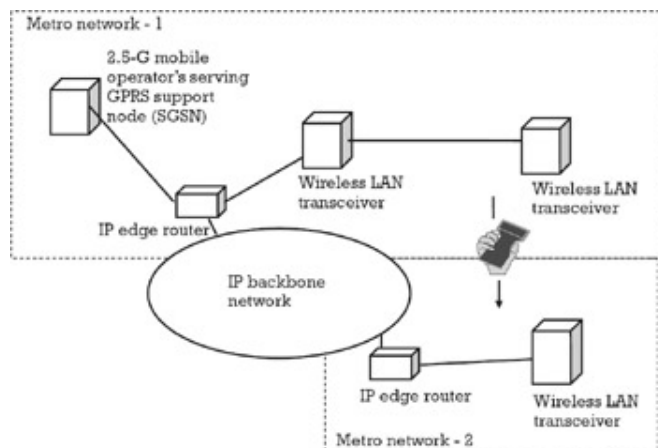 Metro network - 1
2.5-G mobile
operator's serving
GPRS support
node (SGSN)
Wireless LAN
transceiver
Wireless LAN
transceiver
IP edge router
IP backbone
network
IP edge router
Wireless LAN
transceiver
Metro network - 2